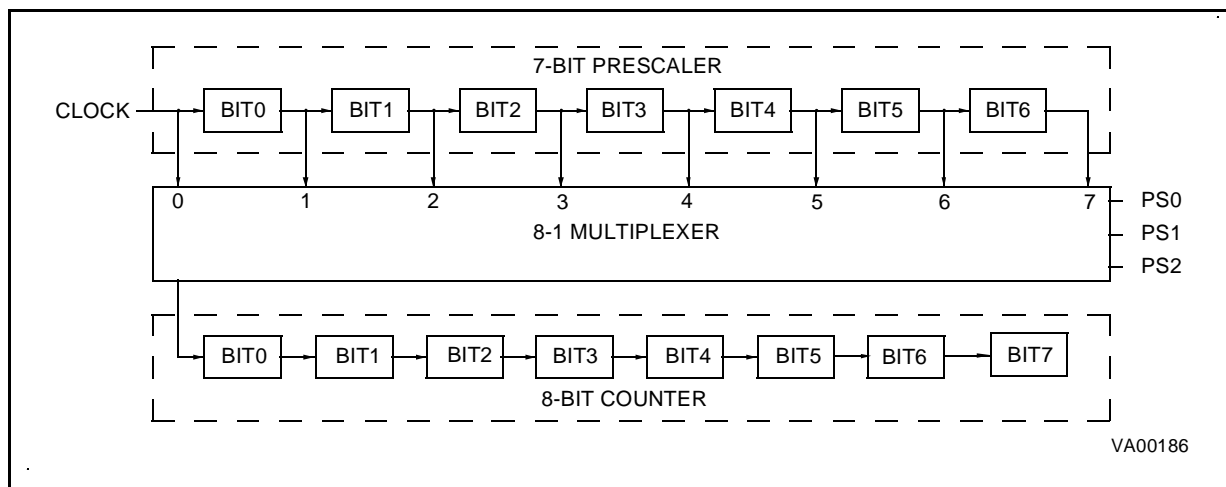 7-BIT PRESCALER
CLOCK BIT0 BIT1 BIT2 BIT3 BIT4 BIT5 BIT6
0 1 2 3 4 5 6 7 PS0
8-1 MULTIPLEXER PS1
PS2
BIT0 BIT1 BIT2 BIT3 BIT4 BIT5 BIT6 BIT7
8-BIT COUNTER
VA00186